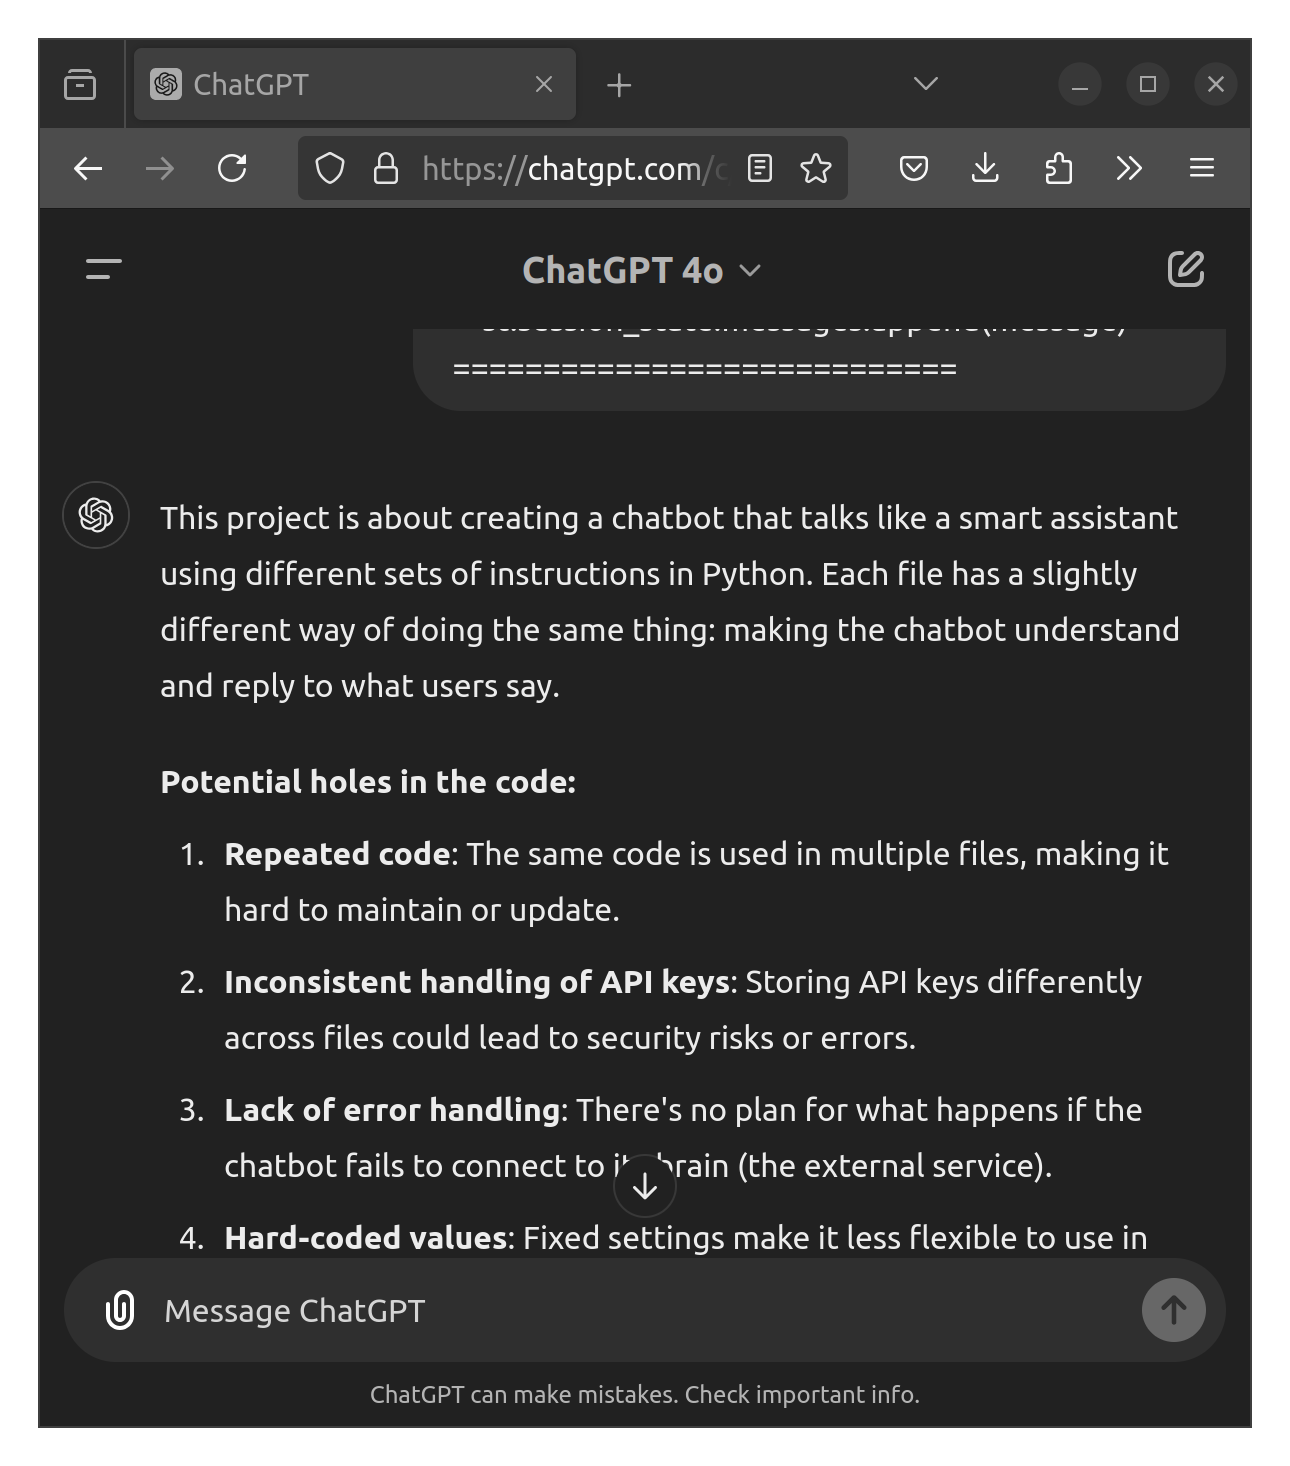 ChatGPT
https://chatgpt.com/c
ChatGPT 4o
st.session_state.messages.append(message)
============================
This project is about creating a chatbot that talks like a smart assistant
using different sets of instructions in Python. Each file has a slightly
different way of doing the same thing: making the chatbot understand
and reply to what users say.
Potential holes in the code:
1. Repeated code: The same code is used in multiple files, making it
hard to maintain or update.
2. Inconsistent handling of API keys: Storing API keys differently
across files could lead to security risks or errors.
3. Lack of error handling: There's no plan for what happens if the
chatbot fails to connect to its brain (the external service).
4. Hard-coded values: Fixed settings make it less flexible to use in
Message ChatGPT
ChatGPT can make mistakes. Check important info.